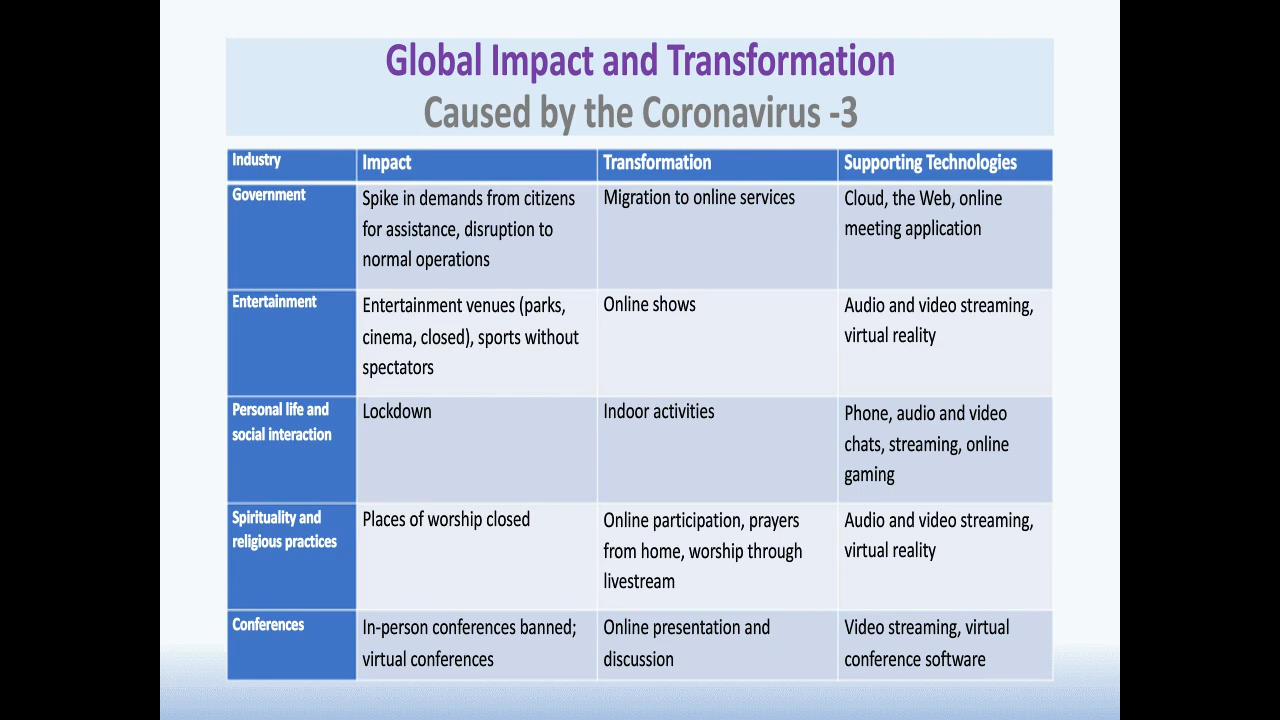 Global Impact and Transformation
Caused by the Coronavirus -3
Industry
Impact
Transformation
Supporting Technologies
Government
Spike in demands from citizens
for assistance, disruption to
normal operations
Migration to online services
Cloud, the Web, online
meeting application
Entertainment
Entertainment venues (parks,
cinema, closed), sports without
spectators
Online shows
Audio and video streaming,
virtual reality
Personal life and
social interaction
Lockdown
Indoor activities
Phone, audio and video
chats, streaming, online
gaming
Spirituality and
religious practices
Places of worship closed
Online participation, prayers
from home, worship through
livestream
Audio and video streaming,
virtual reality
Conferences
In-person conferences banned;
virtual conferences
Online presentation and
discussion
Video streaming, virtual
conference software